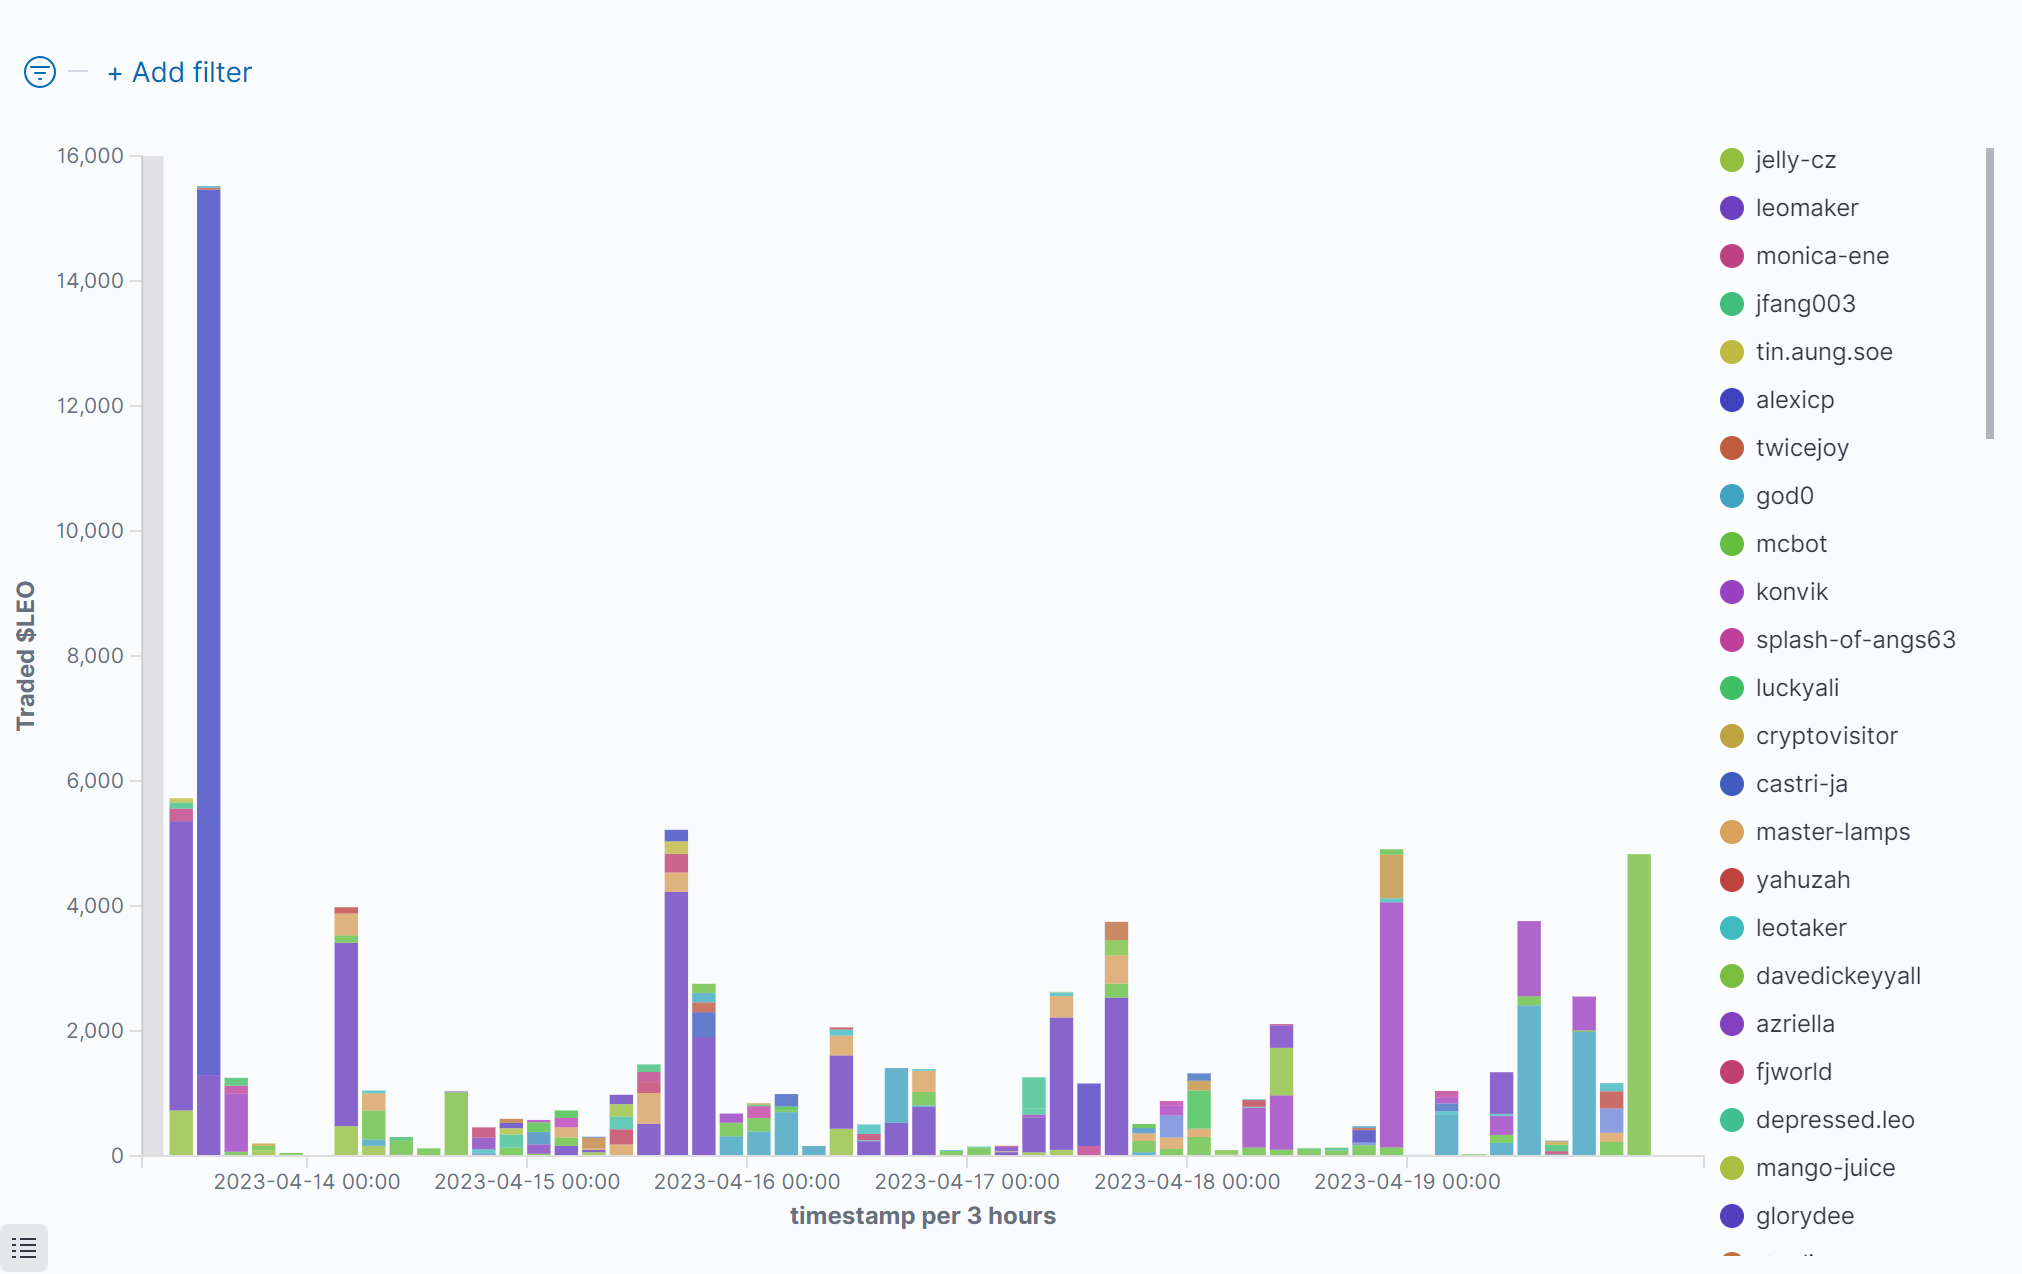 + Add filter
16,000
14,000
12,000
10,000
8,000
6,000
4,000
2,000
0
Traded $LEO
2023-04-14 00:00
2023-04-15 00:00
2023-04-16 00:00
2023-04-17 00:00
2023-04-18 00:00
2023-04-19 00:00
timestamp per 3 hours
jelly-cz
leomaker
monica-ene
jfang003
tin.aung.soe
alexicp
twicejoy
god0
mcbot
konvik
splash-of-angs63
luckyali
cryptovisitor
castri-ja
master-lamps
yahuzah
leotaker
davedickeyyall
azriella
fjworld
depressed.leo
mango-juice
glorydee